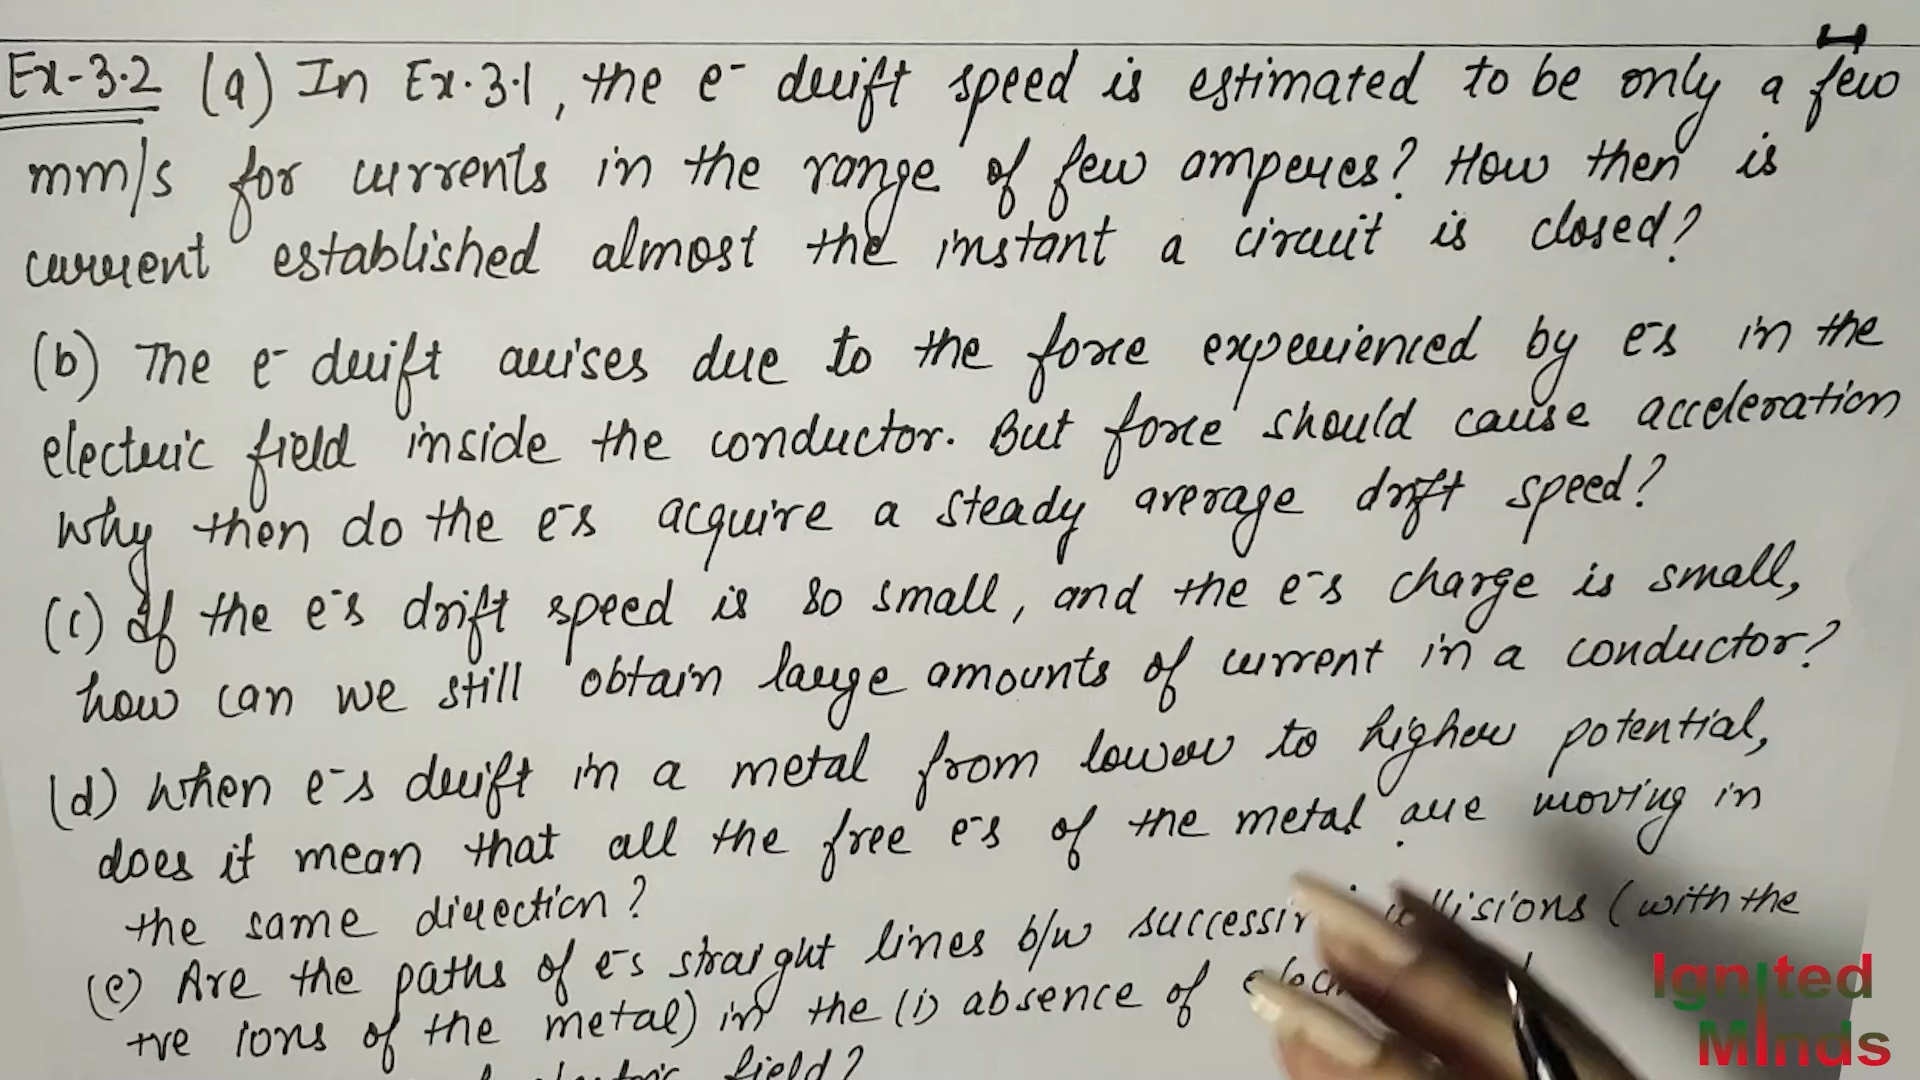 Ex-3.2 (a) In Ex.3.1, the e⁻ drift speed is estimated to be only a few
mm/s for currents in the range of few amperes? How then is
current established almost the instant a circuit is closed?
(b) The e⁻ drift arises due to the force experienced by e⁻s in the
electric field inside the conductor. But force should cause acceleration
Why then do the e⁻s acquire a steady average drift speed?
(c) If the e⁻s drift speed is so small, and the e⁻s charge is small,
how can we still obtain large amounts of current in a conductor?
(d) When e⁻s drift in a metal from lower to higher potential,
does it mean that all the free e⁻s of the metal are moving in
the same direction?
(e) Are the paths of e⁻s straight lines b/w (with the
+ve ions of the metal) in the (i) absence of
field?
Ignited
Minds